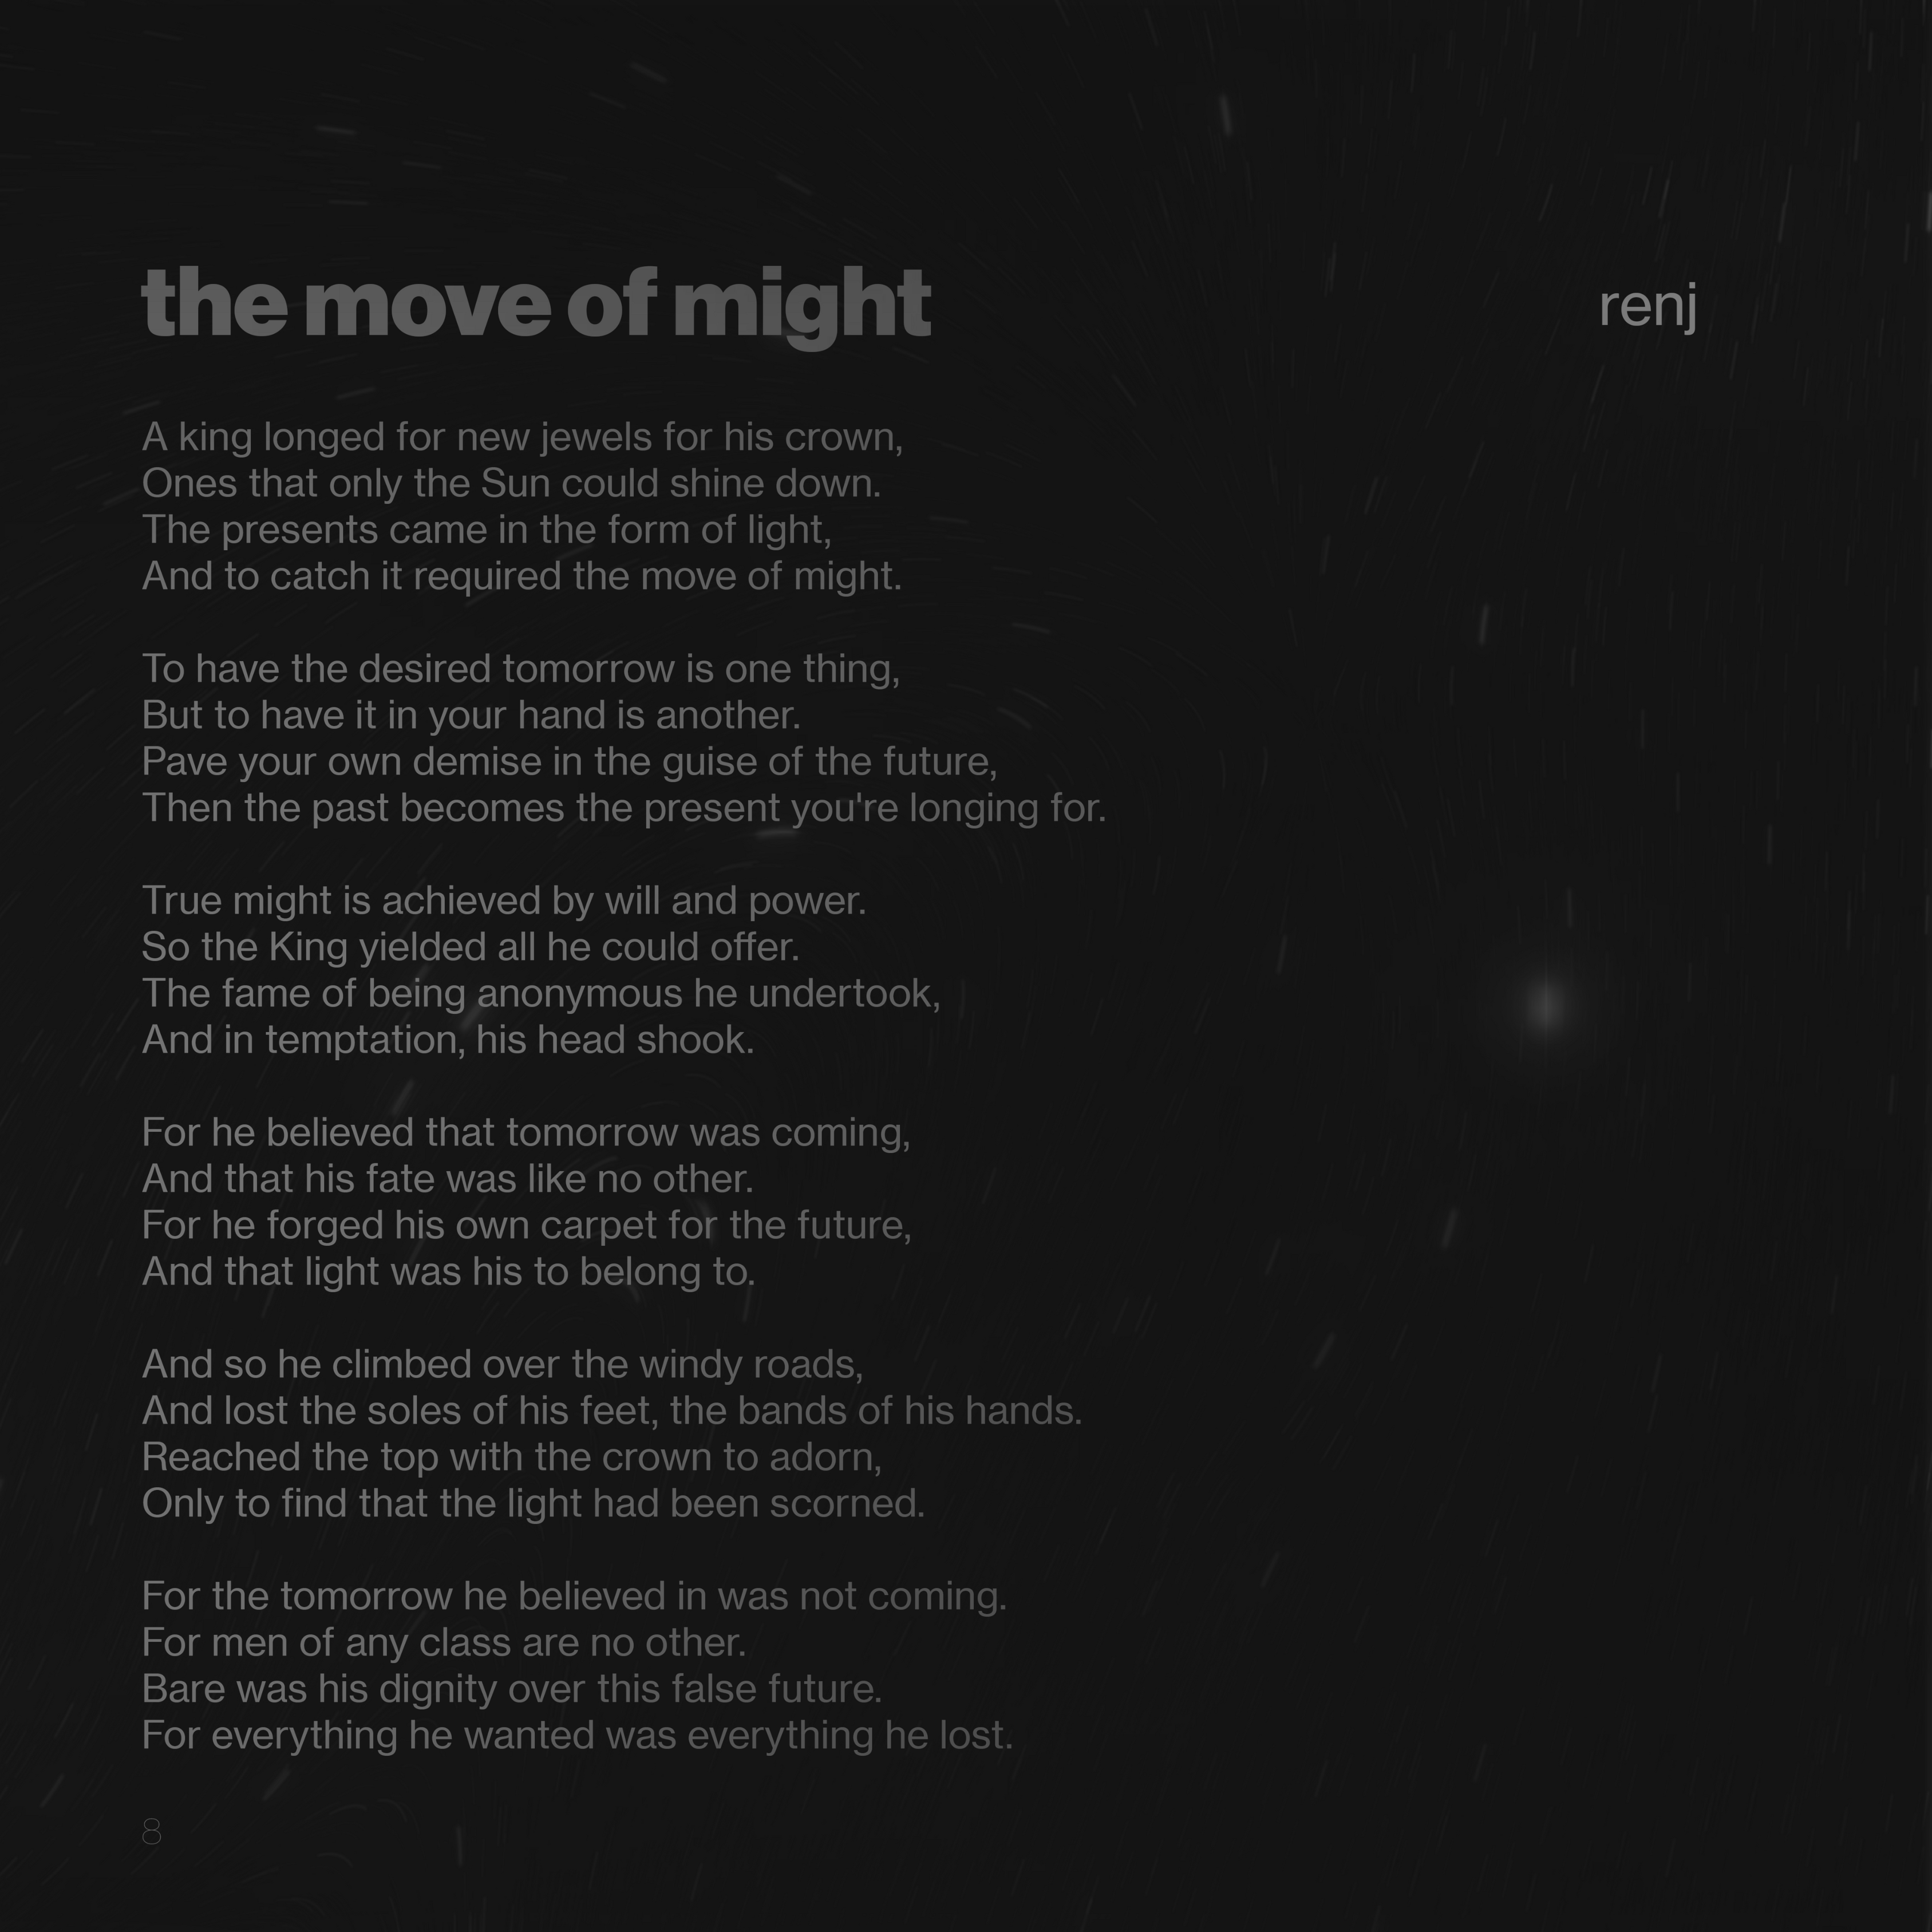 the move of might
renj
A king longed for new jewels for his crown,
Ones that only the Sun could shine down.
The presents came in the form of light,
And to catch it required the move of might.
To have the desired tomorrow is one thing,
But to have it in your hand is another.
Pave your own demise in the guise of the future,
Then the past becomes the present you're longing for.
True might is achieved by will and power.
So the King yielded all he could offer.
The fame of being anonymous he undertook,
And in temptation, his head shook.
For he believed that tomorrow was coming,
And that his fate was like no other.
For he forged his own carpet for the future,
And that light was his to belong to.
And so he climbed over the windy roads,
And lost the soles of his feet, the bands of his hands.
Reached the top with the crown to adorn,
Only to find that the light had been scorned.
For the tomorrow he believed in was not coming.
For men of any class are no other.
Bare was his dignity over this false future.
For everything he wanted was everything he lost.
8